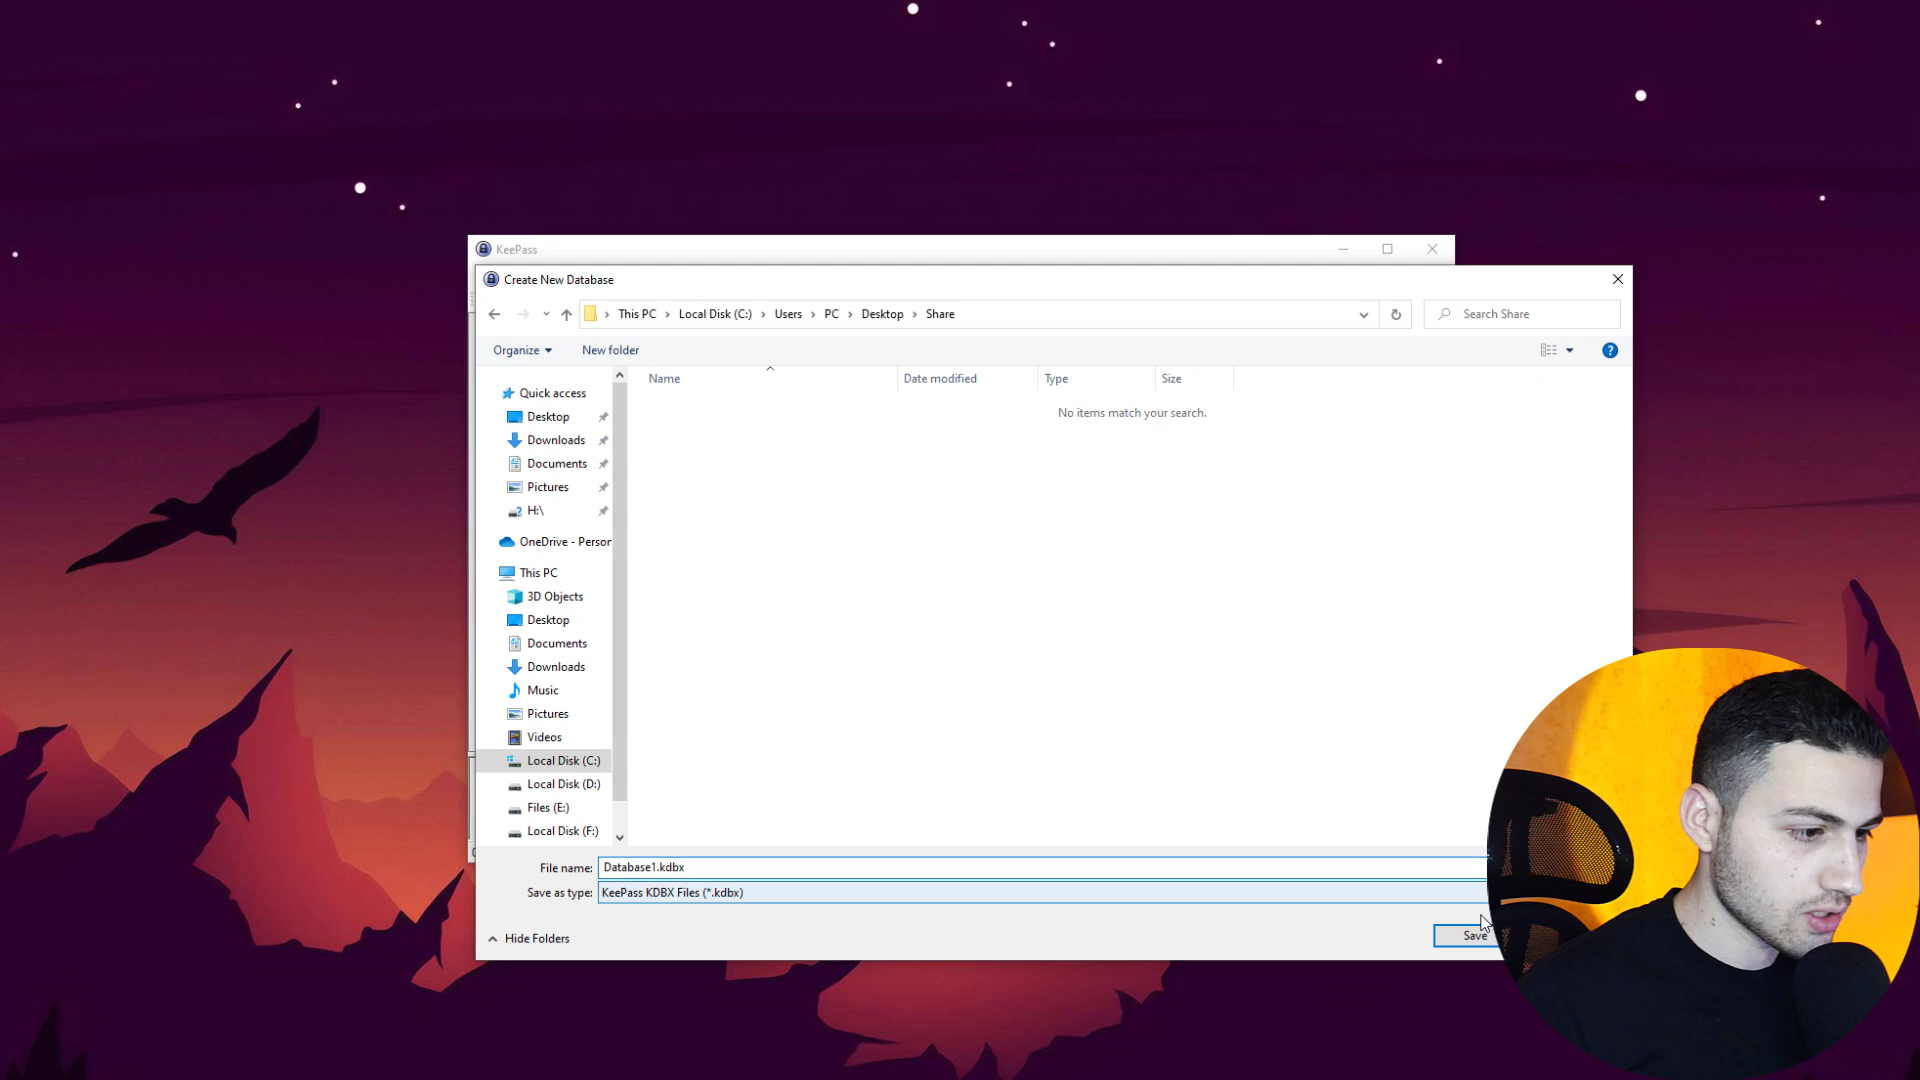 KeePass
Create New Database
This PC > Local Disk (C:) > Users > PC > Desktop > Share
Search Share
Organize
New folder
?
Name
Date modified
Type
Size
No items match your search.
Quick access
Desktop
Downloads
Documents
Pictures
H:\
OneDrive - Person
This PC
3D Objects
Desktop
Documents
Downloads
Music
Pictures
Videos
Local Disk (C:)
Local Disk (D:)
Files (E:)
Local Disk (F:)
File name: Database1.kdbx
Save as type: KeePass KDBX Files (*.kdbx)
Hide Folders
Save